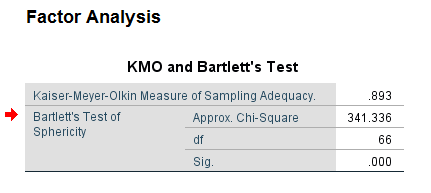 Factor Analysis
KMO and Bartlett's Test
Kaiser-Meyer-Olkin Measure of Sampling Adequacy. .893
Bartlett's Test of Sphericity Approx. Chi-Square 341.336
df 66
Sig. .000